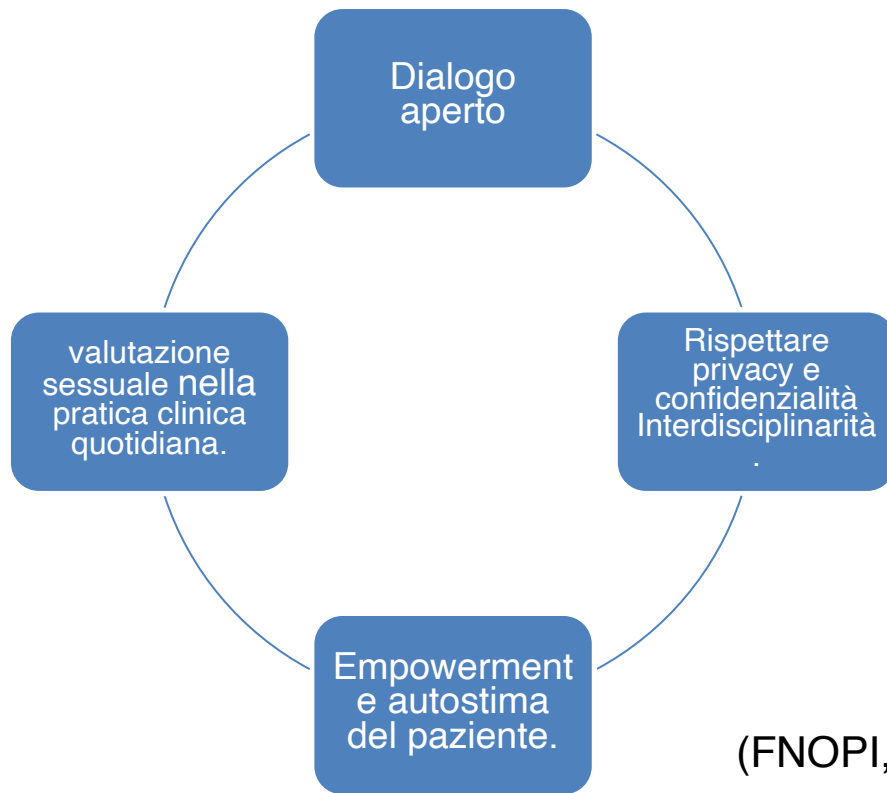 Dialogo
aperto
valutazione
sessuale nella
pratica clinica
quotidiana.
Rispettare
privacy e
confidenzialità
Interdisciplinarità
.
Empowerment
e autostima
del paziente.
(FNOPI,